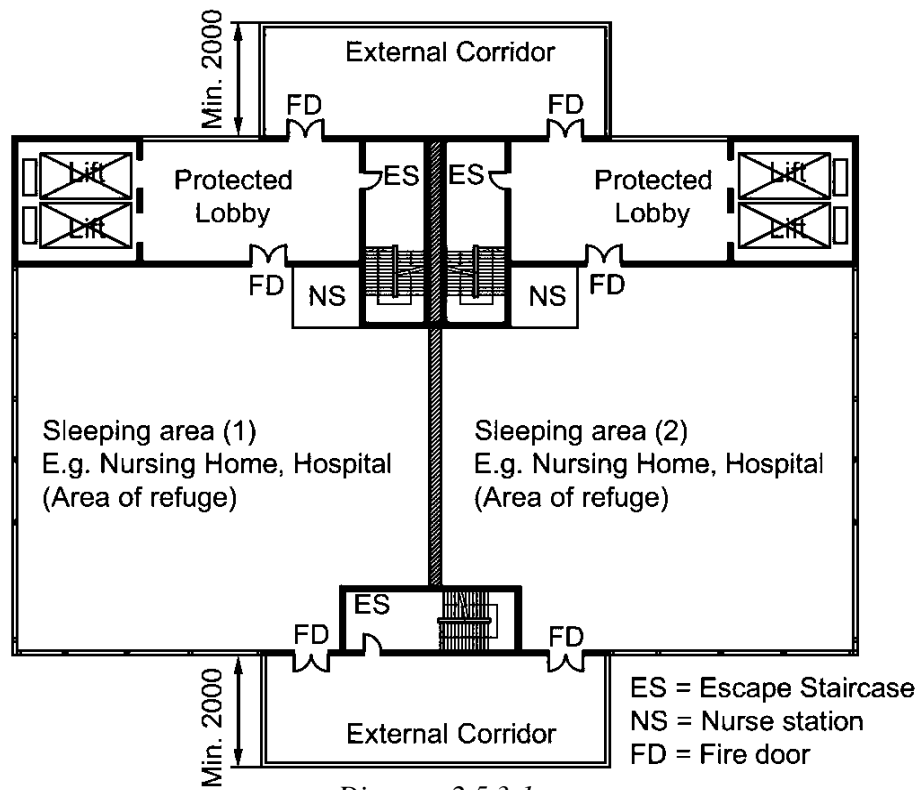 Min. 2000
External Corridor
FD
FD
Lift
Lift
Protected
Lobby
ES
ES
Protected
Lobby
Lift
Lift
FD
NS
NS
FD
Sleeping area (1)
E.g. Nursing Home, Hospital
(Area of refuge)
Sleeping area (2)
E.g. Nursing Home, Hospital
(Area of refuge)
ES
FD
FD
Min. 2000
External Corridor
ES = Escape Staircase
NS = Nurse station
FD = Fire door